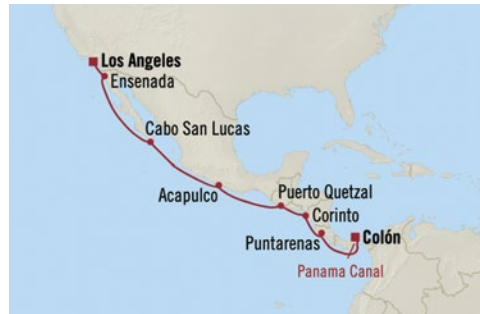 Los Angeles
Ensenada
Cabo San Lucas
Acapulco
Puerto Quetzal
Corinto
Puntarenas
Colón
Panama Canal